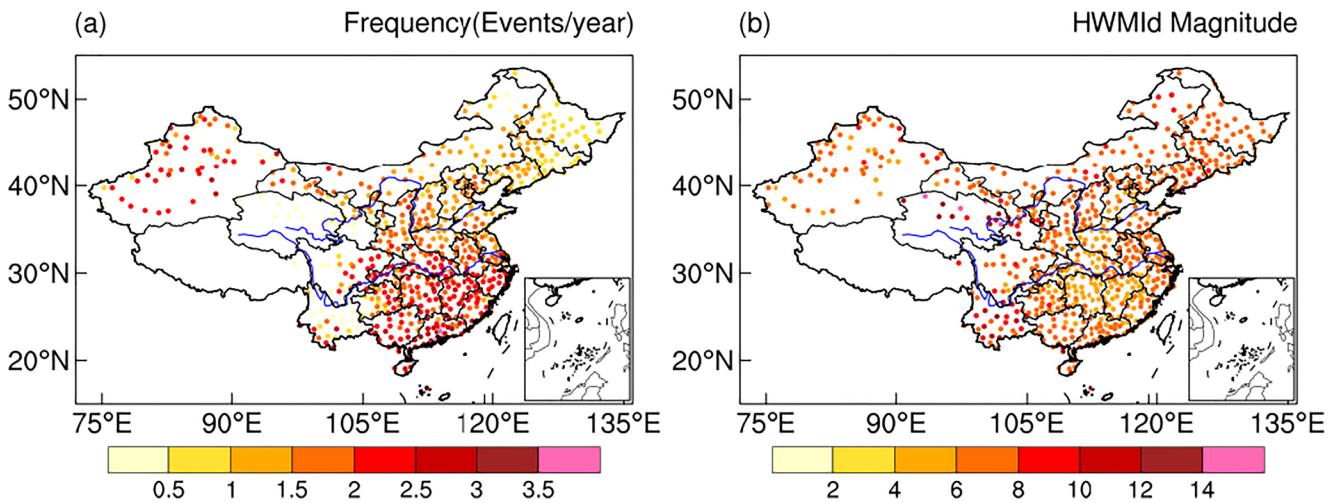 (a) Frequency(Events/year)
50°N
40°N
30°N
20°N
75°E 90°E 105°E 120°E 135°E
0.5 1 1.5 2 2.5 3 3.5
(b) HWMId Magnitude
50°N
40°N
30°N
20°N
75°E 90°E 105°E 120°E 135°E
2 4 6 8 10 12 14